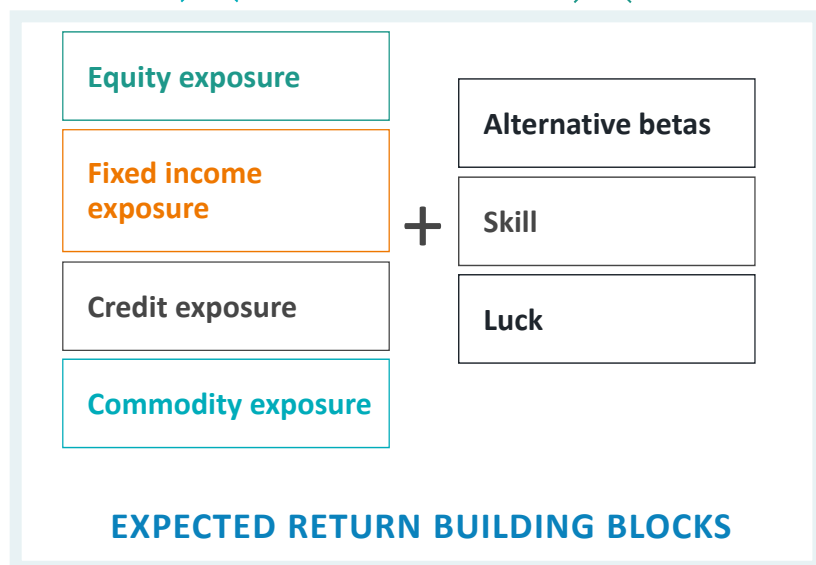 Equity exposure
Fixed income
exposure
Credit exposure
Commodity exposure
+
Alternative betas
Skill
Luck
EXPECTED RETURN BUILDING BLOCKS